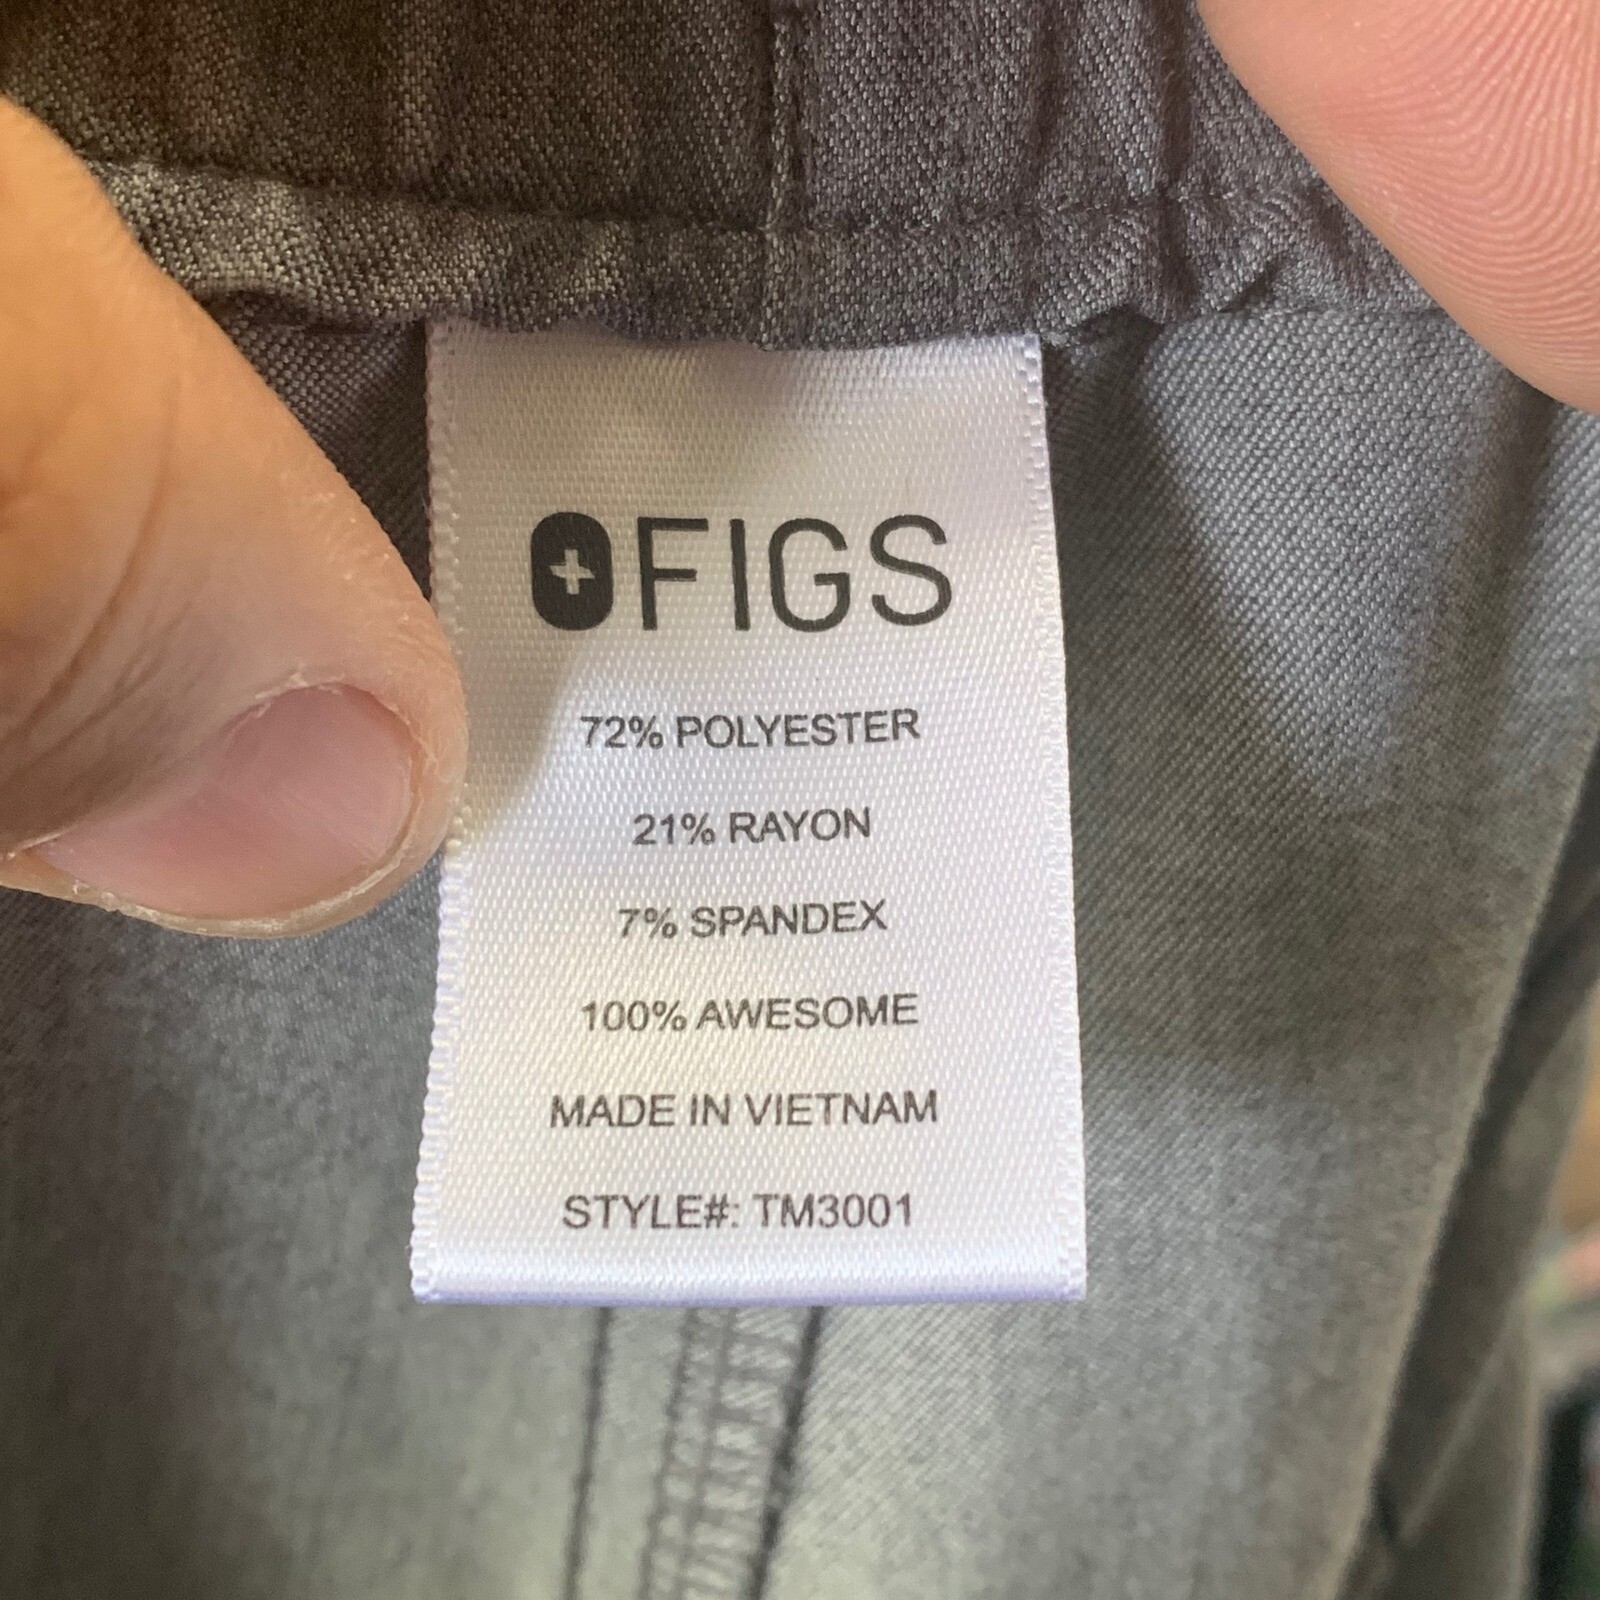 FIGS
72% POLYESTER
21% RAYON
7% SPANDEX
100% AWESOME
MADE IN VIETNAM
STYLE#: TM3001